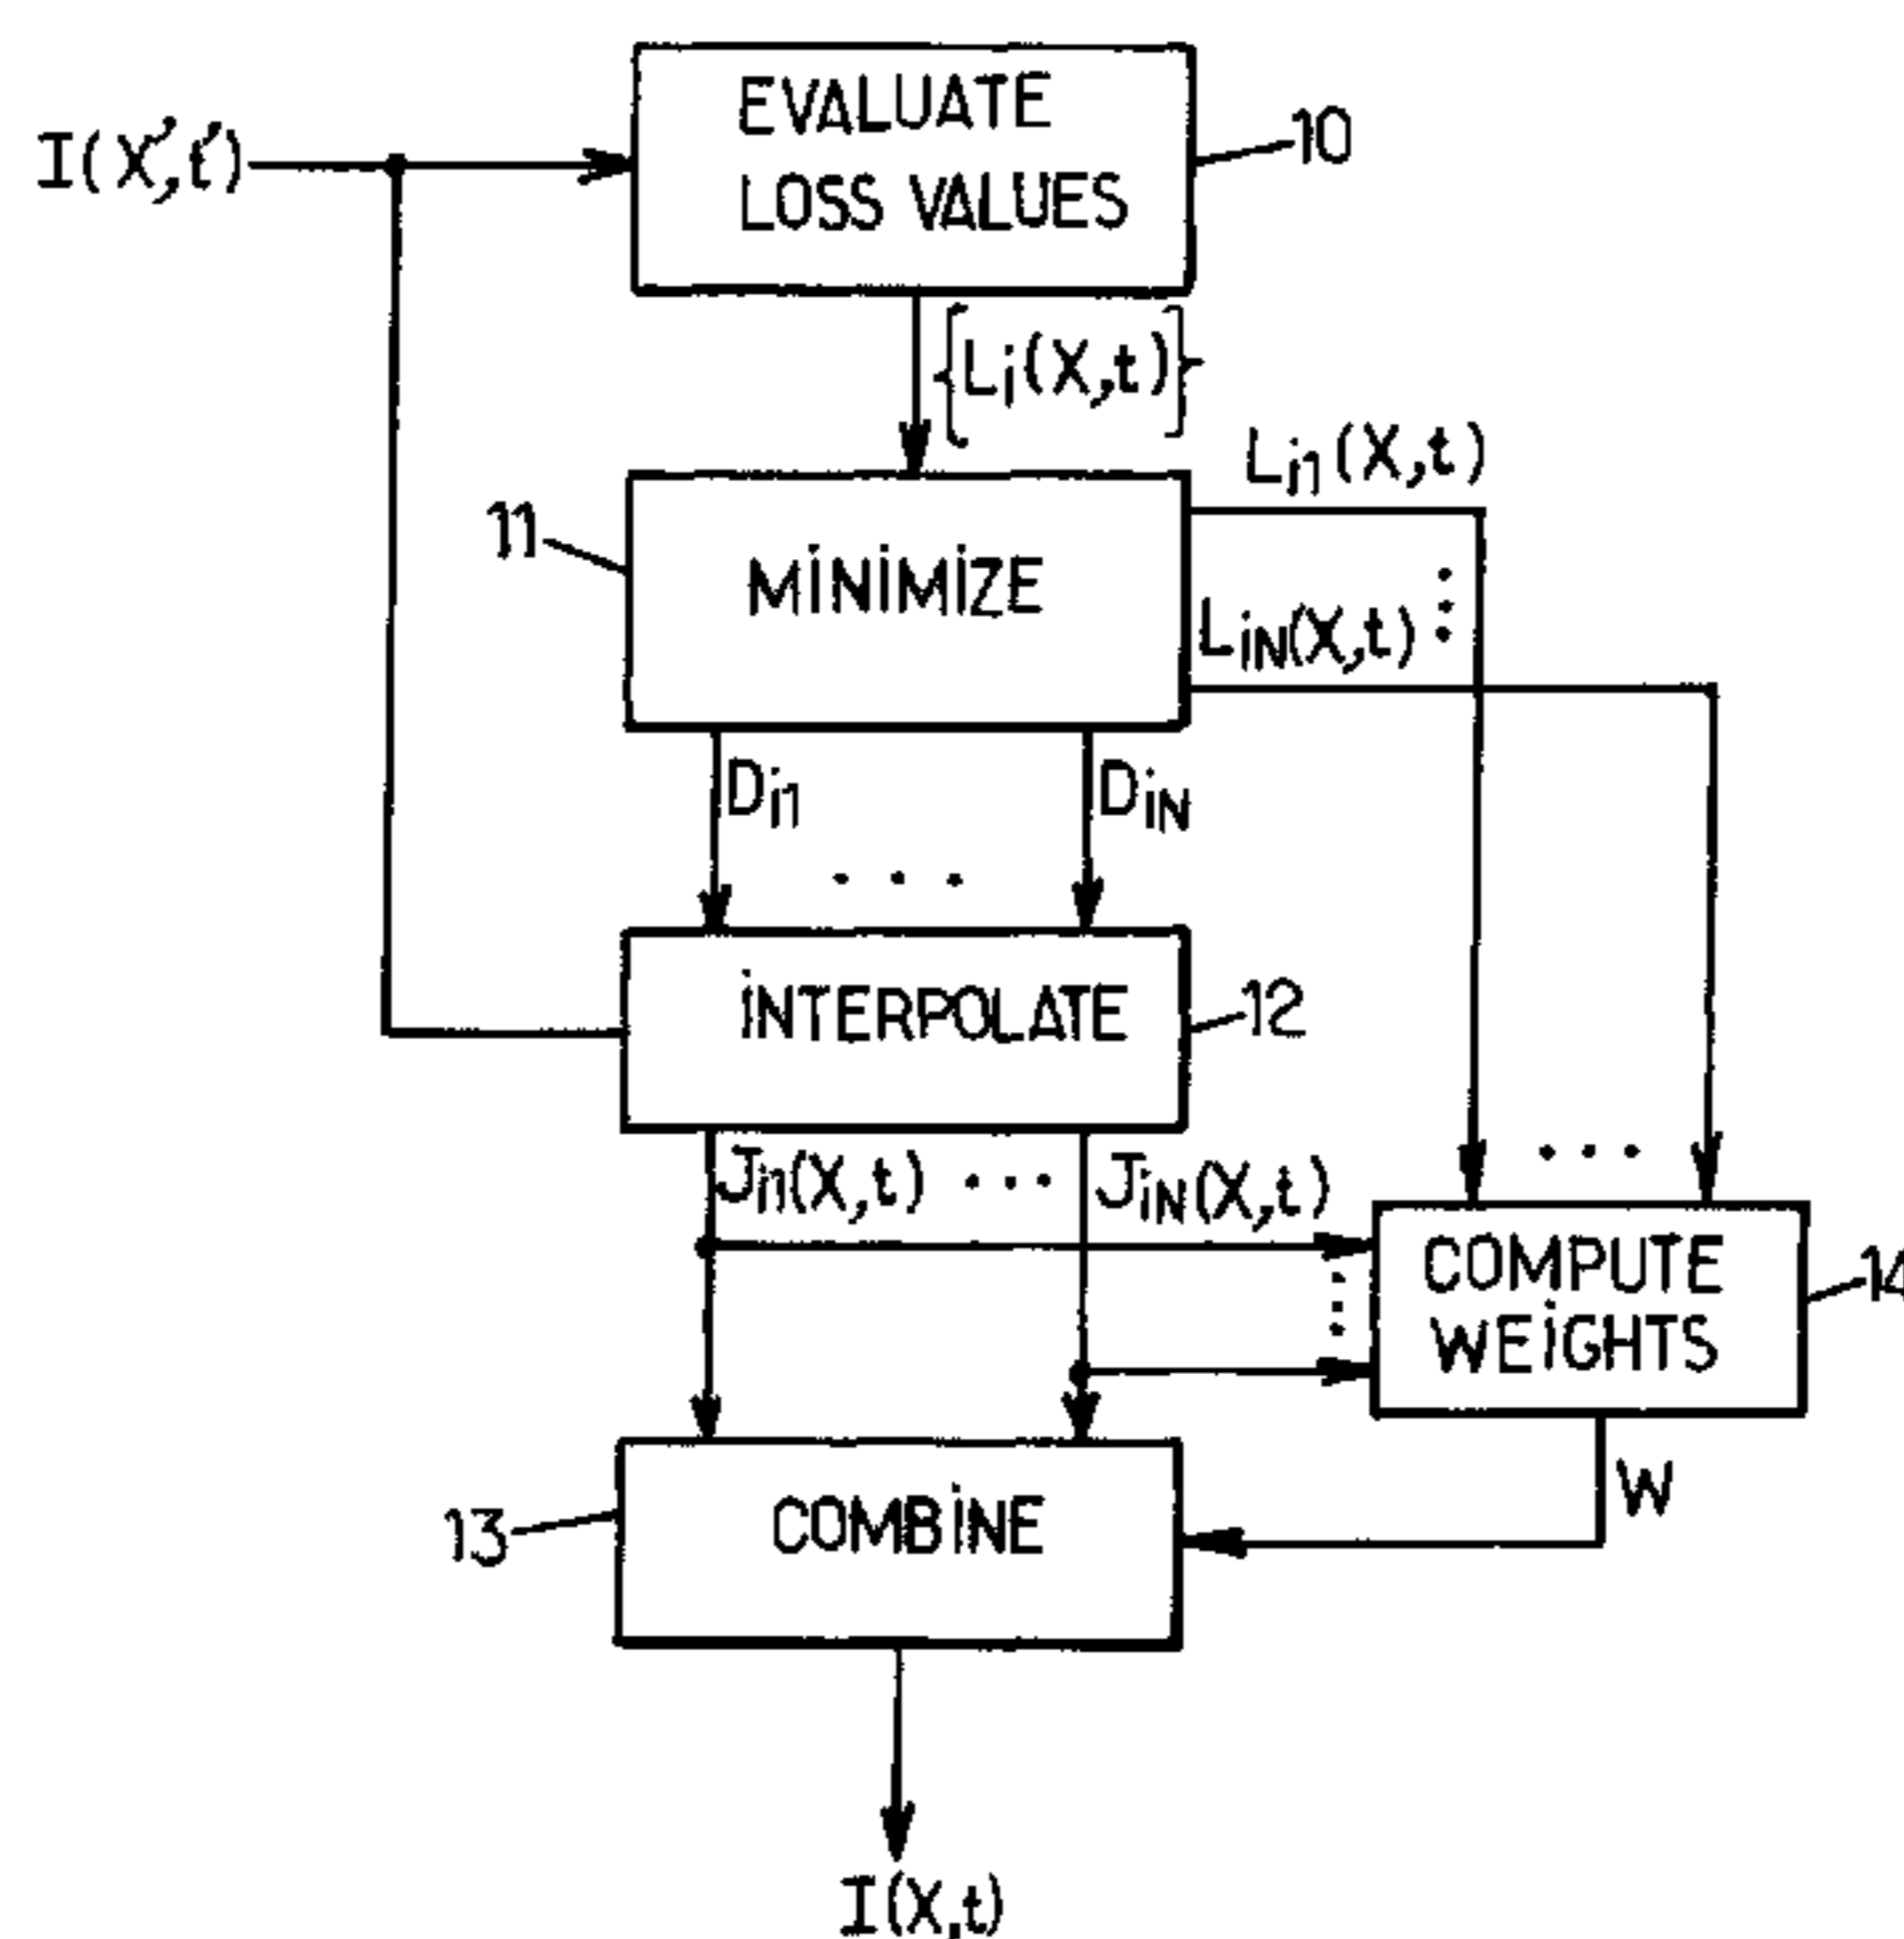 EVALUATE
LOSS VALUES
10
I(X',t')
{Li(X,t)}
Li1(X,t)
11
MiNiMiZE
LiN(X,t)
Di1
DiN
. . .
iNTERPOLATE
12
Ji1(X,t) ... JiN(X,t)
COMPUTE
WEiGHTS
14
W
13
COMBiNE
I(X,t)